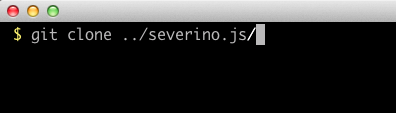 $ git clone ../severino.js/